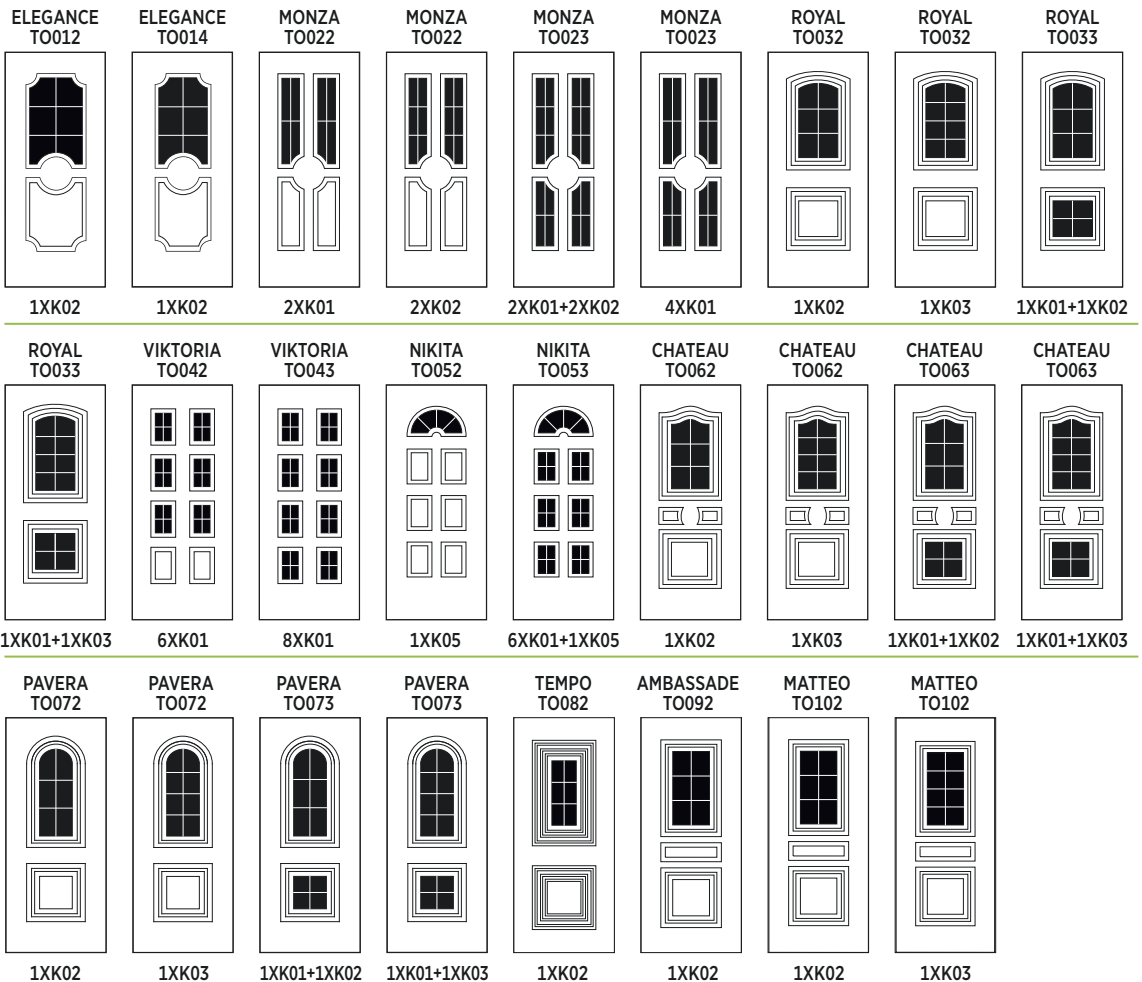 ELEGANCE
TO012
ELEGANCE
TO014
MONZA
TO022
MONZA
TO022
MONZA
TO023
MONZA
TO023
ROYAL
TO032
ROYAL
TO032
ROYAL
TO033
1XK02
1XK02
2XK01
2XK02
2XK01+2XK02
4XK01
1XK02
1XK03
1XK01+1XK02
ROYAL
TO033
VIKTORIA
TO042
VIKTORIA
TO043
NIKITA
TO052
NIKITA
TO053
CHATEAU
TO062
CHATEAU
TO062
CHATEAU
TO063
CHATEAU
TO063
1XK01+1XK03
6XK01
8XK01
1XK05
6XK01+1XK05
1XK02
1XK03
1XK01+1XK02
1XK01+1XK03
PAVERA
TO072
PAVERA
TO072
PAVERA
TO073
PAVERA
TO073
TEMPO
TO082
AMBASSADE
TO092
MATTEO
TO102
MATTEO
TO102
1XK02
1XK03
1XK01+1XK02
1XK01+1XK03
1XK02
1XK02
1XK02
1XK03